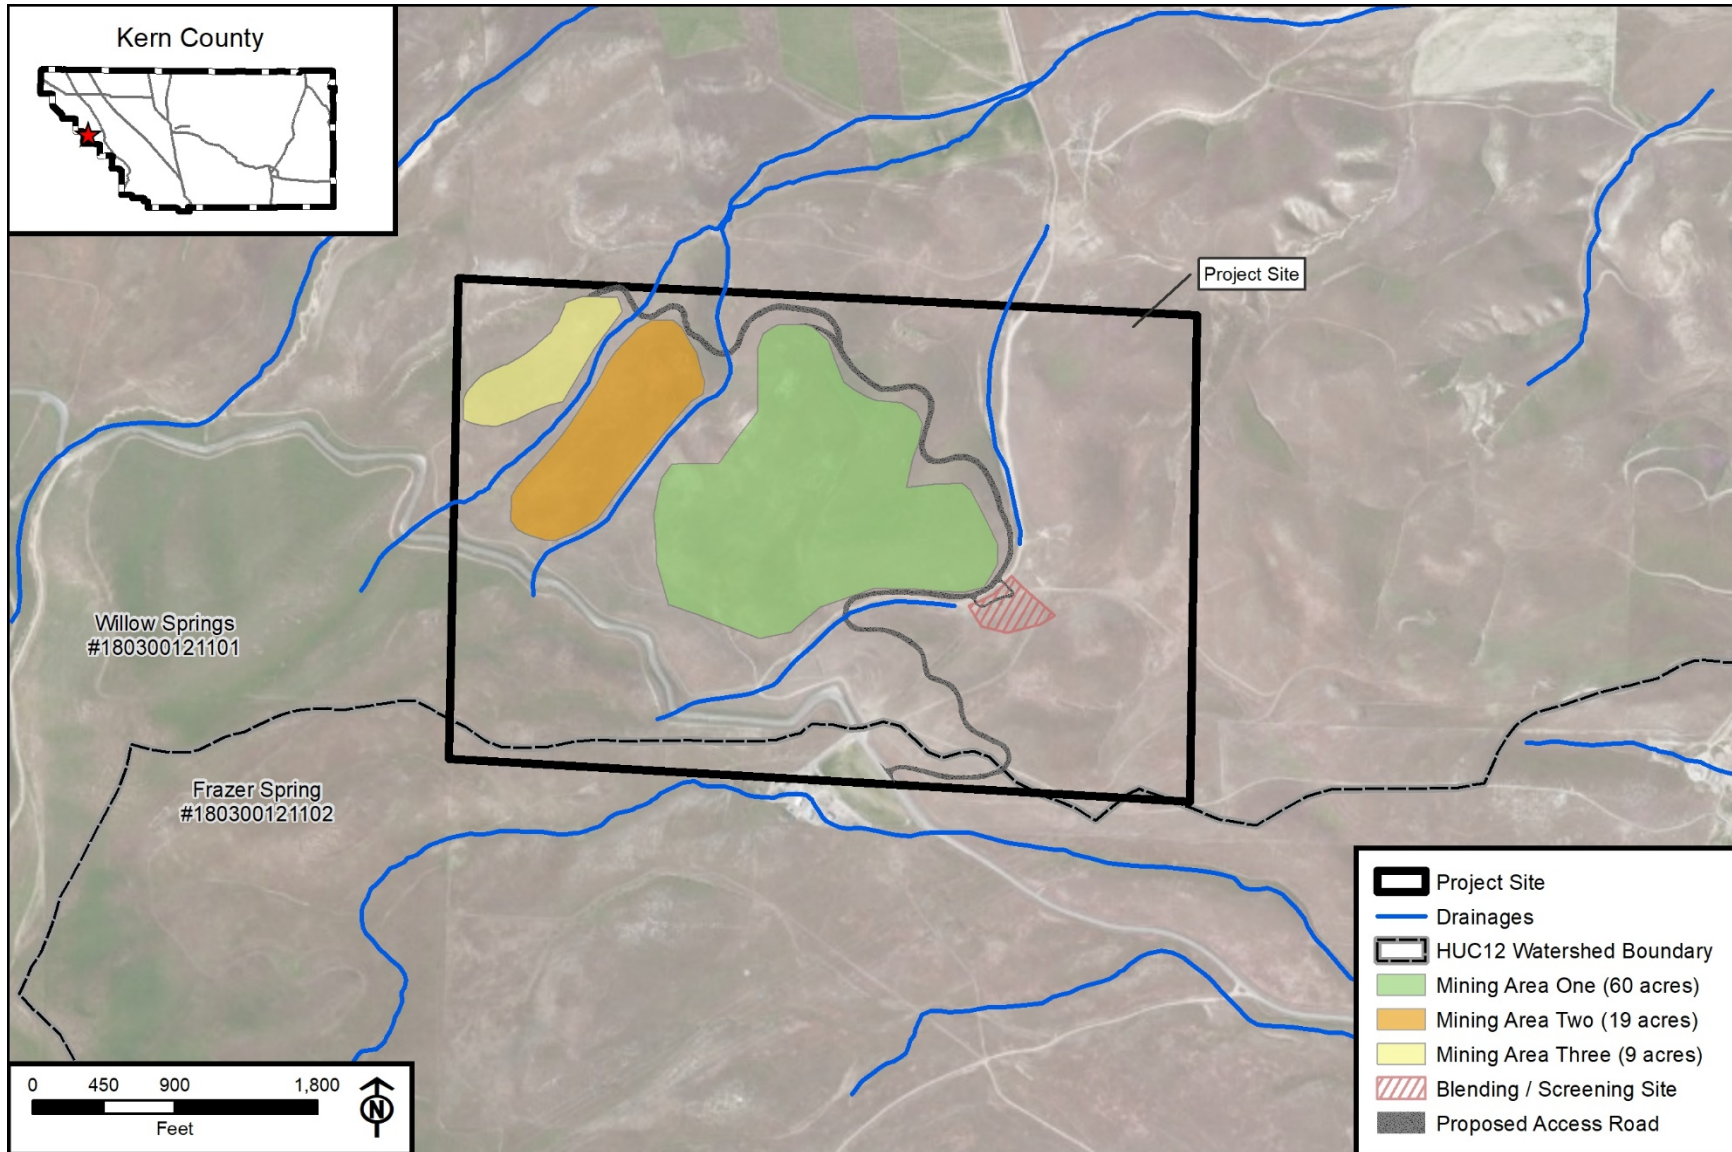 Kern County
Project Site
Willow Springs
#180300121101
Frazer Spring
#180300121102
0 450 900 1,800
Feet
N
Project Site
Drainages
HUC12 Watershed Boundary
Mining Area One (60 acres)
Mining Area Two (19 acres)
Mining Area Three (9 acres)
Blending / Screening Site
Proposed Access Road